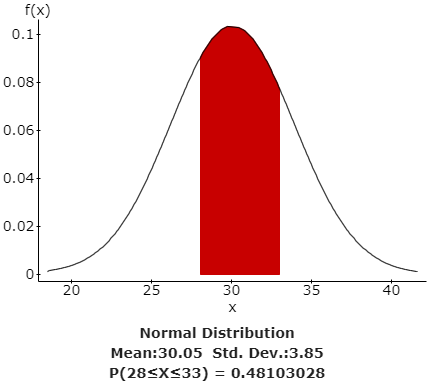 f(x)
0.1
0.08
0.06
0.04
0.02
0
20 25 30 35 40
x
Normal Distribution
Mean:30.05 Std. Dev.:3.85
P(28≤X≤33) = 0.48103028